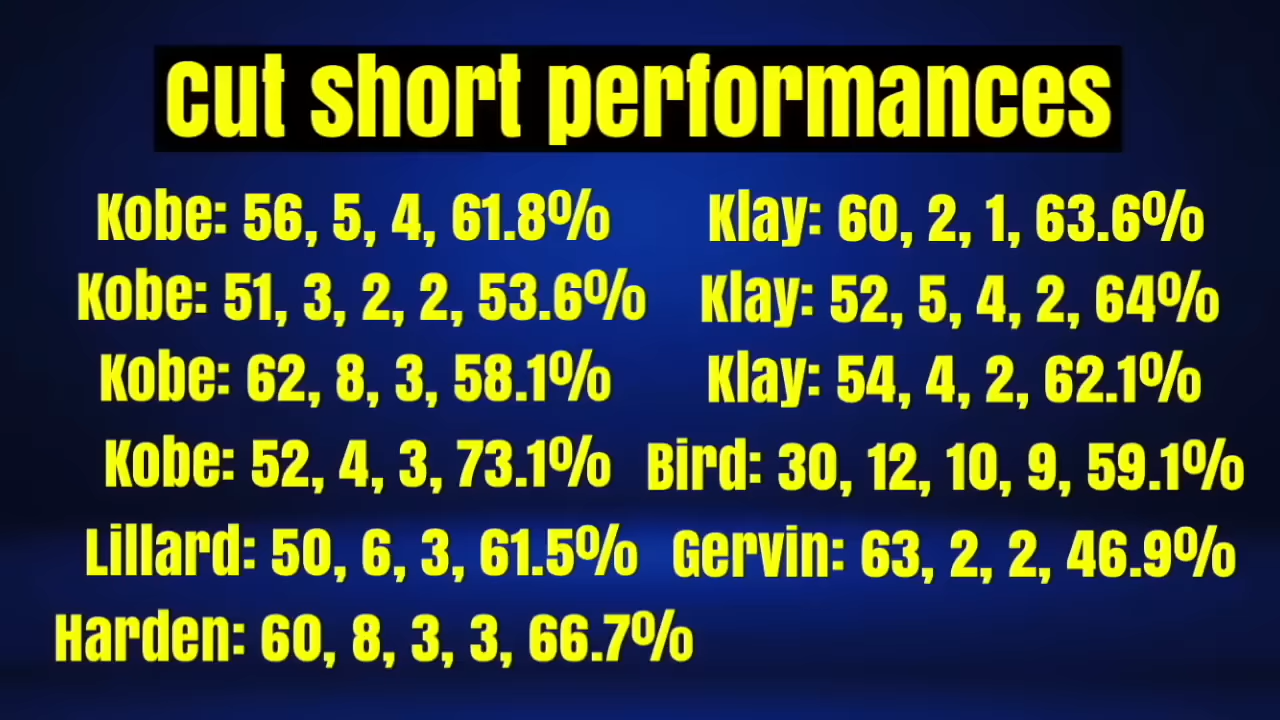 Cut short performances
Kobe: 56, 5, 4, 61.8%
Kobe: 51, 3, 2, 2, 53.6%
Kobe: 62, 8, 3, 58.1%
Kobe: 52, 4, 3, 73.1%
Lillard: 50, 6, 3, 61.5%
Harden: 60, 8, 3, 3, 66.7%
Klay: 60, 2, 1, 63.6%
Klay: 52, 5, 4, 2, 64%
Klay: 54, 4, 2, 62.1%
Bird: 30, 12, 10, 9, 59.1%
Gervin: 63, 2, 2, 46.9%